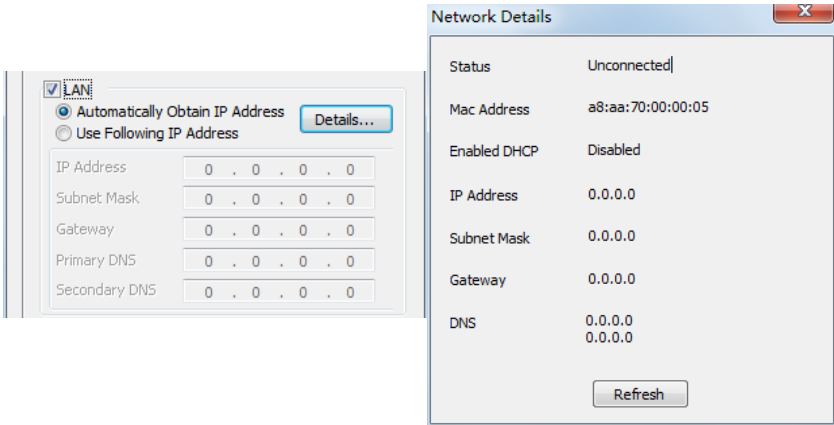 LAN
Automatically Obtain IP Address
Details...
Use Following IP Address
IP Address 0 . 0 . 0 . 0
Subnet Mask 0 . 0 . 0 . 0
Gateway 0 . 0 . 0 . 0
Primary DNS 0 . 0 . 0 . 0
Secondary DNS 0 . 0 . 0 . 0
Network Details
Status Unconnected
Mac Address a8:aa:70:00:00:05
Enabled DHCP Disabled
IP Address 0.0.0.0
Subnet Mask 0.0.0.0
Gateway 0.0.0.0
DNS 0.0.0.0
0.0.0.0
Refresh